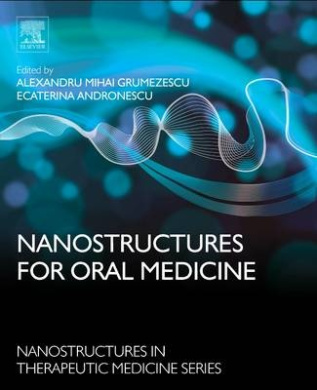 ELSEVIER
Edited by
ALEXANDRU MIHAI GRUMEZESCU
ECATERINA ANDRONESCU
NANOSTRUCTURES
FOR ORAL MEDICINE
NANOSTRUCTURES IN
THERAPEUTIC MEDICINE SERIES